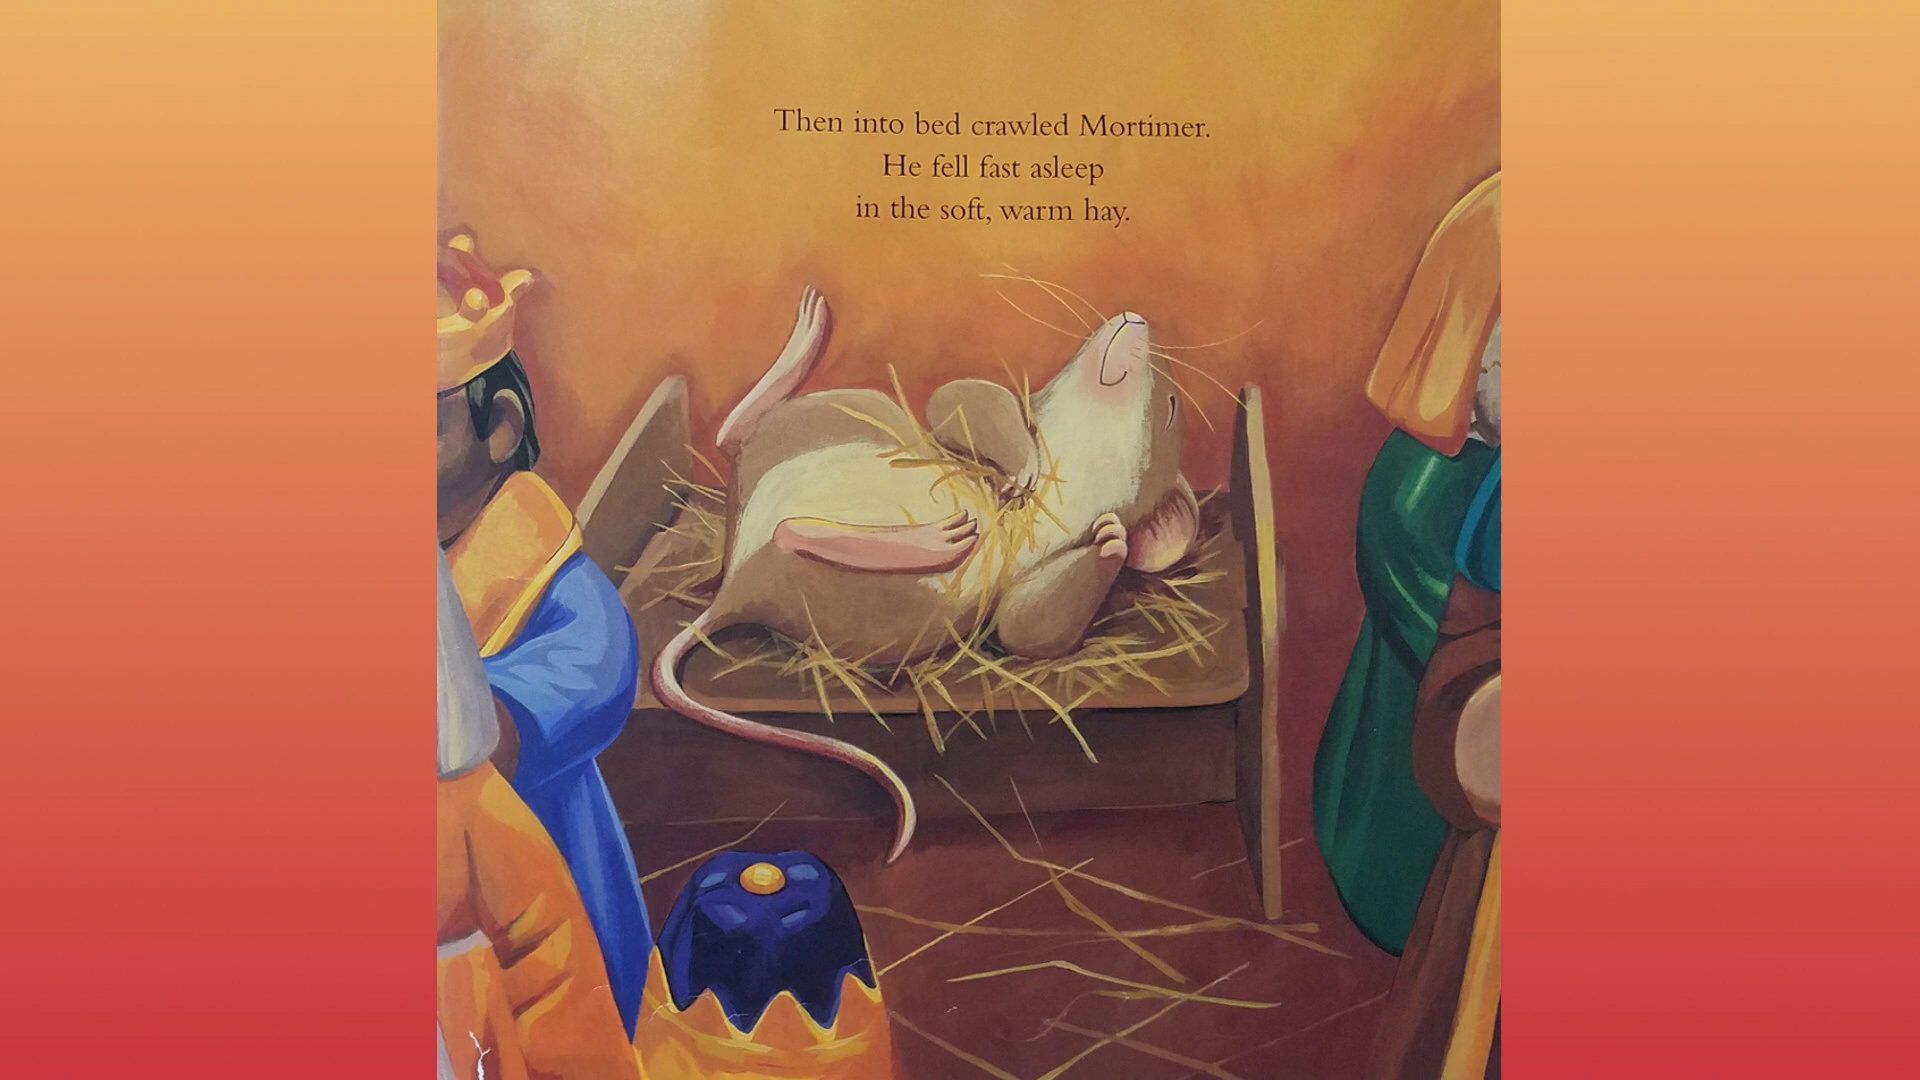 Then into bed crawled Mortimer.
He fell fast asleep
in the soft, warm hay.